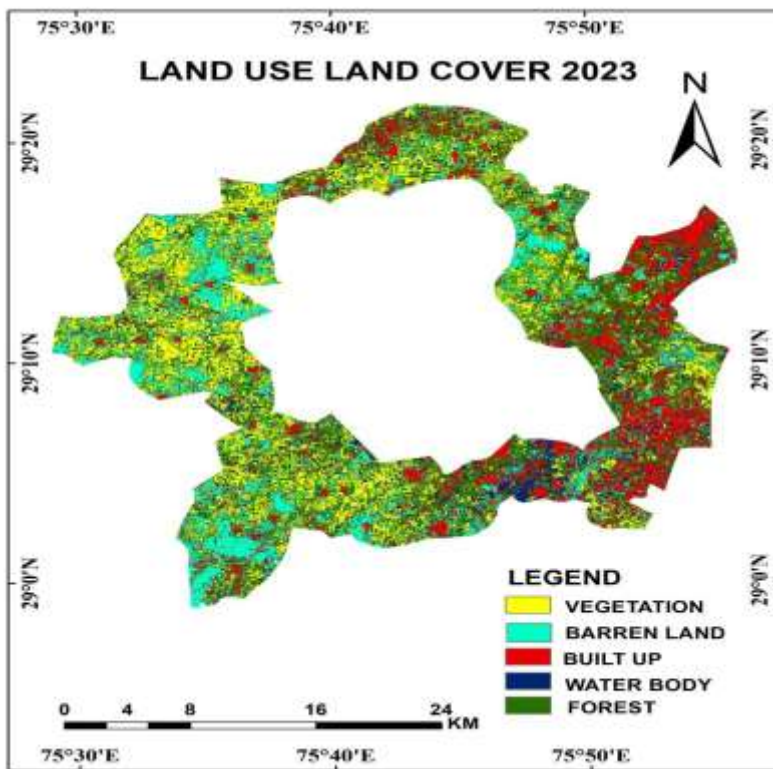 75°30'E 75°40'E 75°50'E
LAND USE LAND COVER 2023
N
29°20'N 29°20'N
29°10'N 29°10'N
29°0'N 29°0'N
LEGEND
VEGETATION
BARREN LAND
BUILT UP
WATER BODY
FOREST
0 4 8 16 24
KM
75°30'E 75°40'E 75°50'E